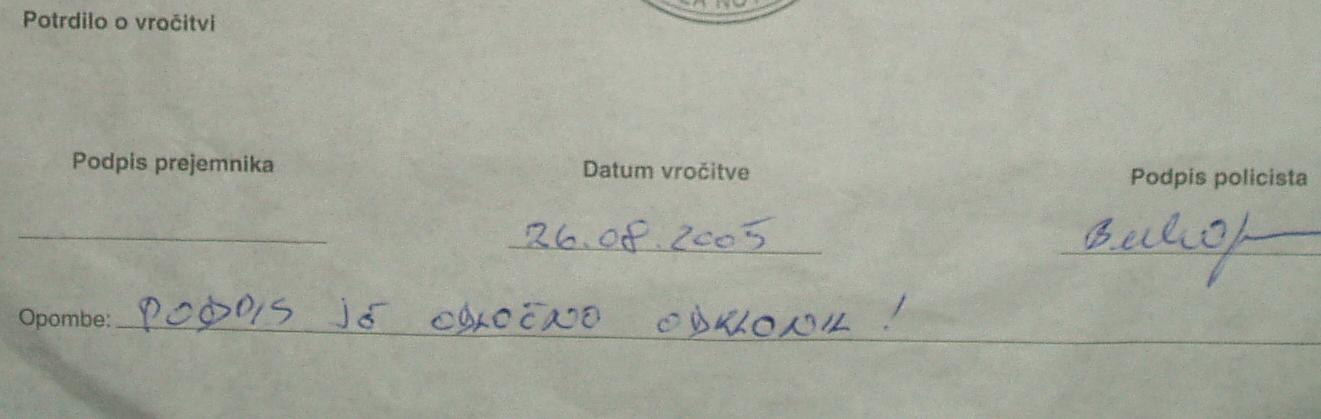 Potrdilo o vročitvi
Podpis prejemnika Datum vročitve Podpis policista
26.08.2005
Opombe: PODPIS JE ODLOČNO ODKLONIL!